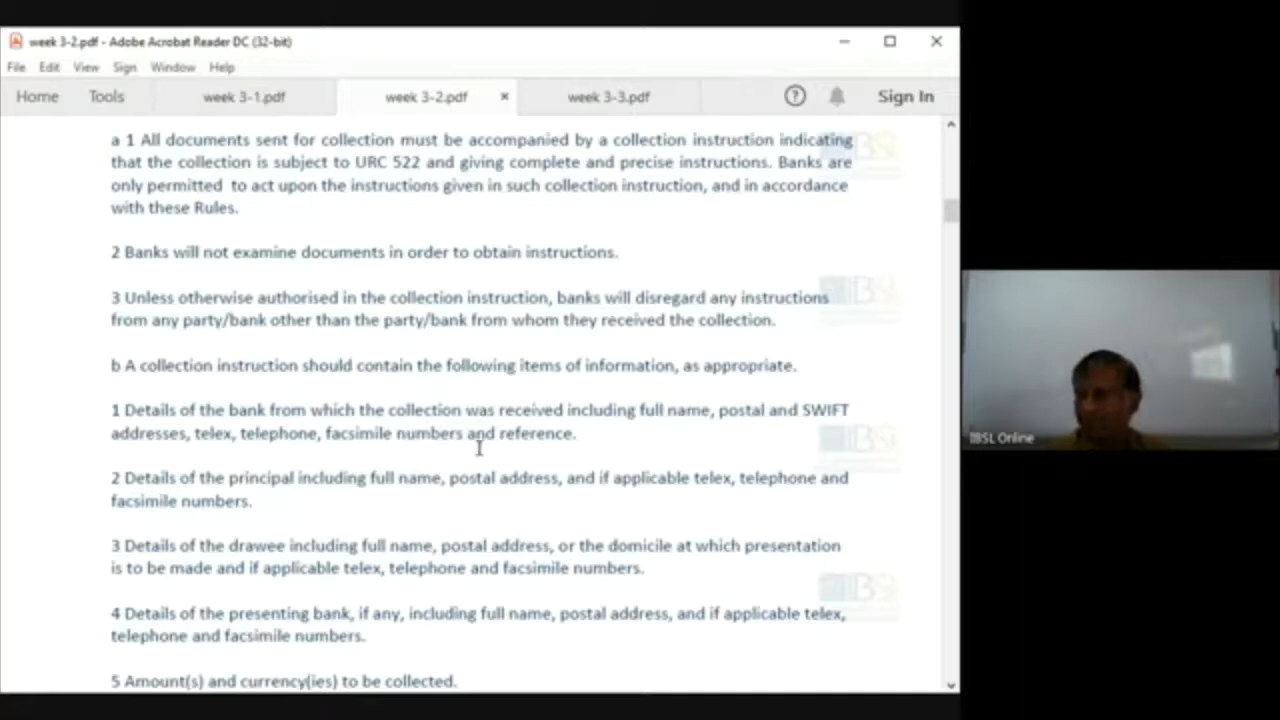 week 3-2.pdf - Adobe Acrobat Reader DC (32-bit)
File Edit View Sign Window Help
Home Tools week 3-1.pdf week 3-2.pdf × week 3-3.pdf Sign In
a 1 All documents sent for collection must be accompanied by a collection instruction indicating
that the collection is subject to URC 522 and giving complete and precise instructions. Banks are
only permitted to act upon the instructions given in such collection instruction, and in accordance
with these Rules.
2 Banks will not examine documents in order to obtain instructions.
3 Unless otherwise authorised in the collection instruction, banks will disregard any instructions
from any party/bank other than the party/bank from whom they received the collection.
b A collection instruction should contain the following items of information, as appropriate.
1 Details of the bank from which the collection was received including full name, postal and SWIFT
addresses, telex, telephone, facsimile numbers and reference.
2 Details of the principal including full name, postal address, and if applicable telex, telephone and
facsimile numbers.
3 Details of the drawee including full name, postal address, or the domicile at which presentation
is to be made and if applicable telex, telephone and facsimile numbers.
4 Details of the presenting bank, if any, including full name, postal address, and if applicable telex,
telephone and facsimile numbers.
5 Amount(s) and currency(ies) to be collected.
IBSL Online